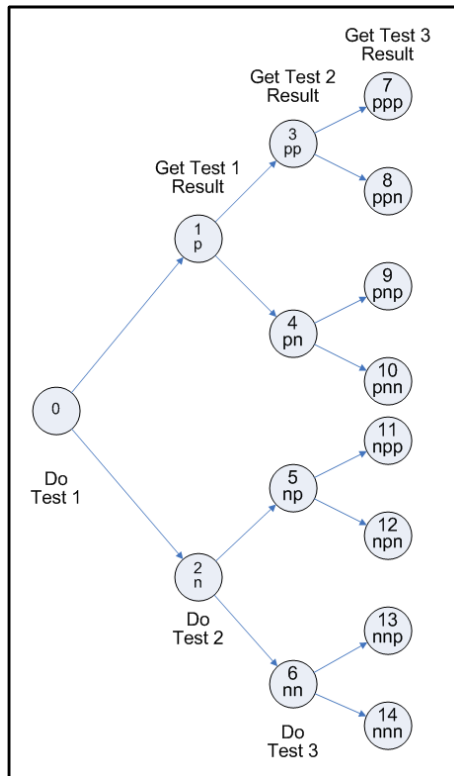 Get Test 3
Result
7
ppp
Get Test 2
Result
3
pp
8
ppn
Get Test 1
Result
1
p
9
pnp
4
pn
10
pnn
0
11
npp
Do
Test 1
5
np
12
npn
2
n
Do
Test 2
13
nnp
6
nn
14
nnn
Do
Test 3